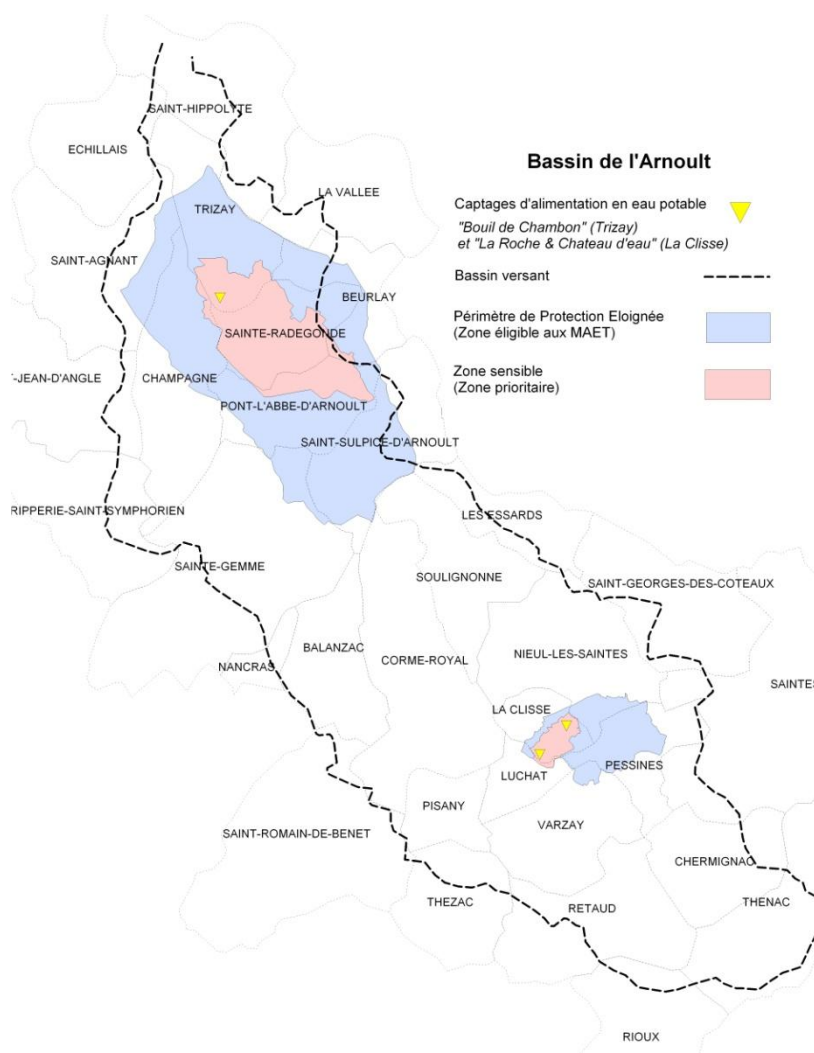 SAINT-HIPPOLYTE
ECHILLAIS
Bassin de l'Arnoult
LA VALLEE
TRIZAY
Captages d'alimentation en eau potable
"Bouil de Chambon" (Trizay)
et "La Roche & Chateau d'eau" (La Clisse)
SAINT-AGNANT
Bassin versant
BEURLAY
Périmètre de Protection Eloignée
(Zone éligible aux MAET)
SAINTE-RADEGONDE
Zone sensible
(Zone prioritaire)
T-JEAN-D'ANGLE
CHAMPAGNE
PONT-L'ABBE-D'ARNOULT
SAINT-SULPICE-D'ARNOULT
RIPPERIE-SAINT-SYMPHORIEN
LES ESSARDS
SAINTE-GEMME
SOULIGNONNE
SAINT-GEORGES-DES-COTEAUX
BALANZAC
NIEUL-LES-SAINTES
CORME-ROYAL
NANCRAS
SAINTES
LA CLISSE
PESSINES
LUCHAT
PISANY
VARZAY
SAINT-ROMAIN-DE-BENET
CHERMIGNAC
THEZAC
THENAC
RETAUD
RIOUX